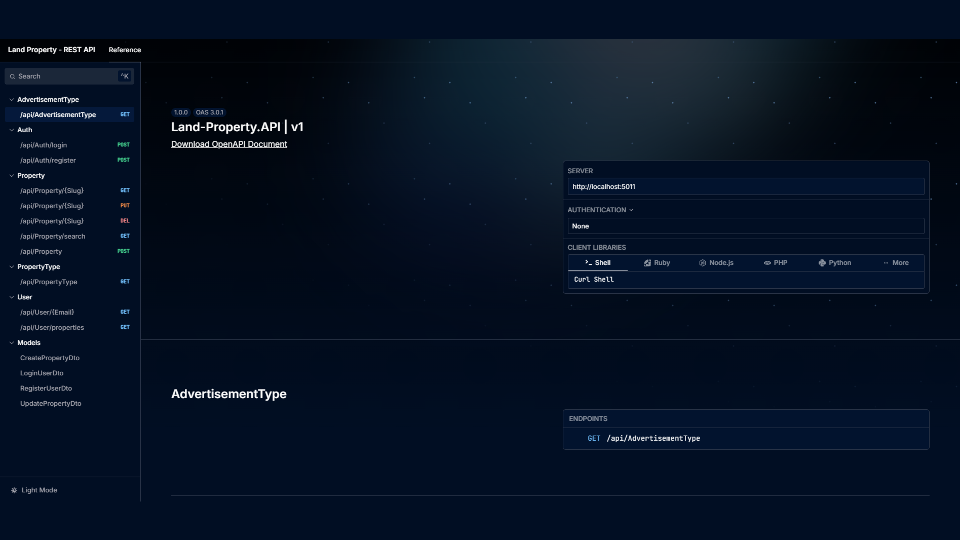 Land Property - REST API
Reference
Search
^K
AdvertisementType
/api/AdvertisementType GET
Auth
/api/Auth/login POST
/api/Auth/register POST
Property
/api/Property/{Slug} GET
/api/Property/{Slug} PUT
/api/Property/{Slug} DEL
/api/Property/search GET
/api/Property POST
PropertyType
/api/PropertyType GET
User
/api/User/{Email} GET
/api/User/properties GET
Models
CreatePropertyDto
LoginUserDto
RegisterUserDto
UpdatePropertyDto
Light Mode
1.0.0 OAS 3.0.1
Land-Property.API | v1
Download OpenAPI Document
SERVER
http://localhost:5011
AUTHENTICATION
None
CLIENT LIBRARIES
Shell Ruby Node.js PHP Python More
Curl Shell
AdvertisementType
ENDPOINTS
GET /api/AdvertisementType